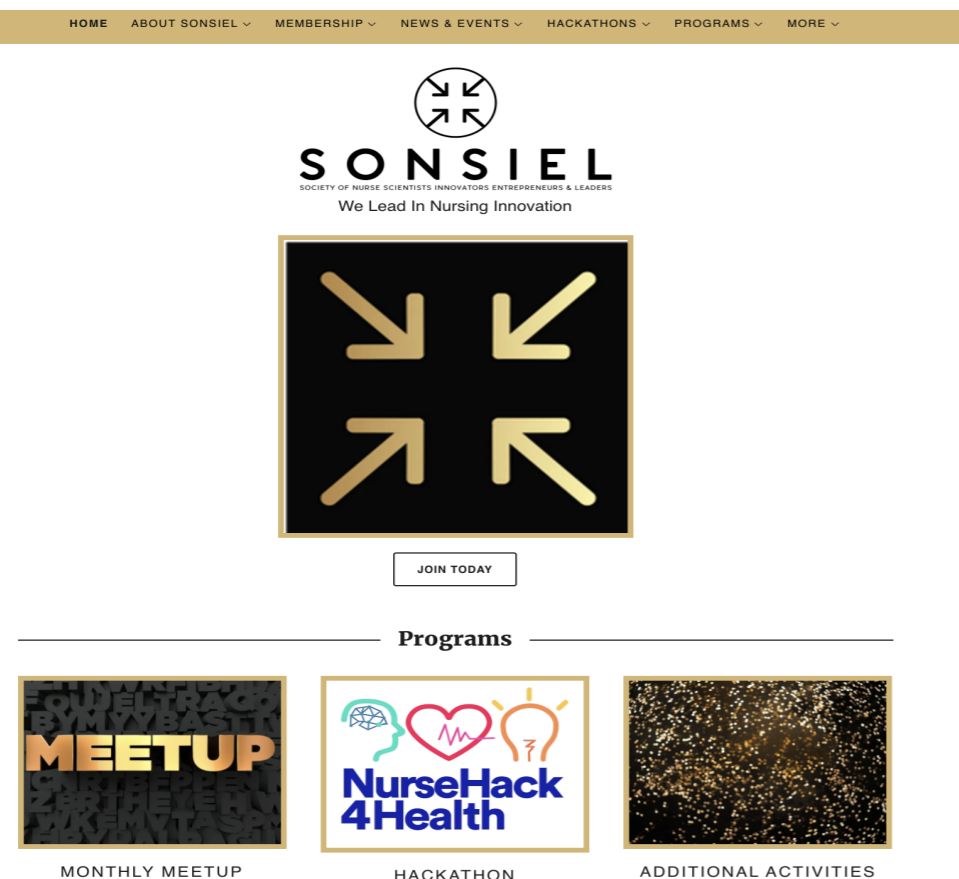 HOME ABOUT SONSIEL MEMBERSHIP NEWS & EVENTS HACKATHONS PROGRAMS MORE
SONSIEL
SOCIETY OF NURSE SCIENTISTS INNOVATORS ENTREPRENEURS & LEADERS
We Lead In Nursing Innovation
JOIN TODAY
Programs
MEETUP
NurseHack
4Health
MONTHLY MEETUP HACKATHON ADDITIONAL ACTIVITIES